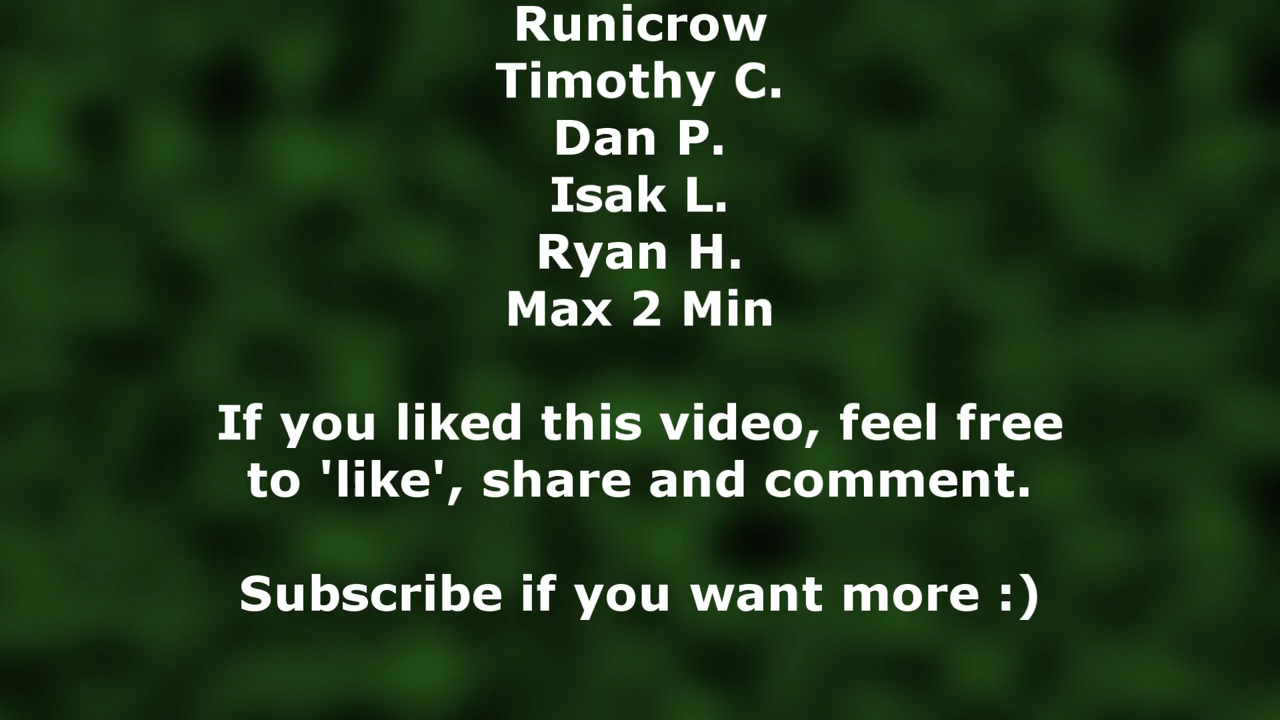 Runicrow
Timothy C.
Dan P.
Isak L.
Ryan H.
Max 2 Min
If you liked this video, feel free
to 'like', share and comment.
Subscribe if you want more :)